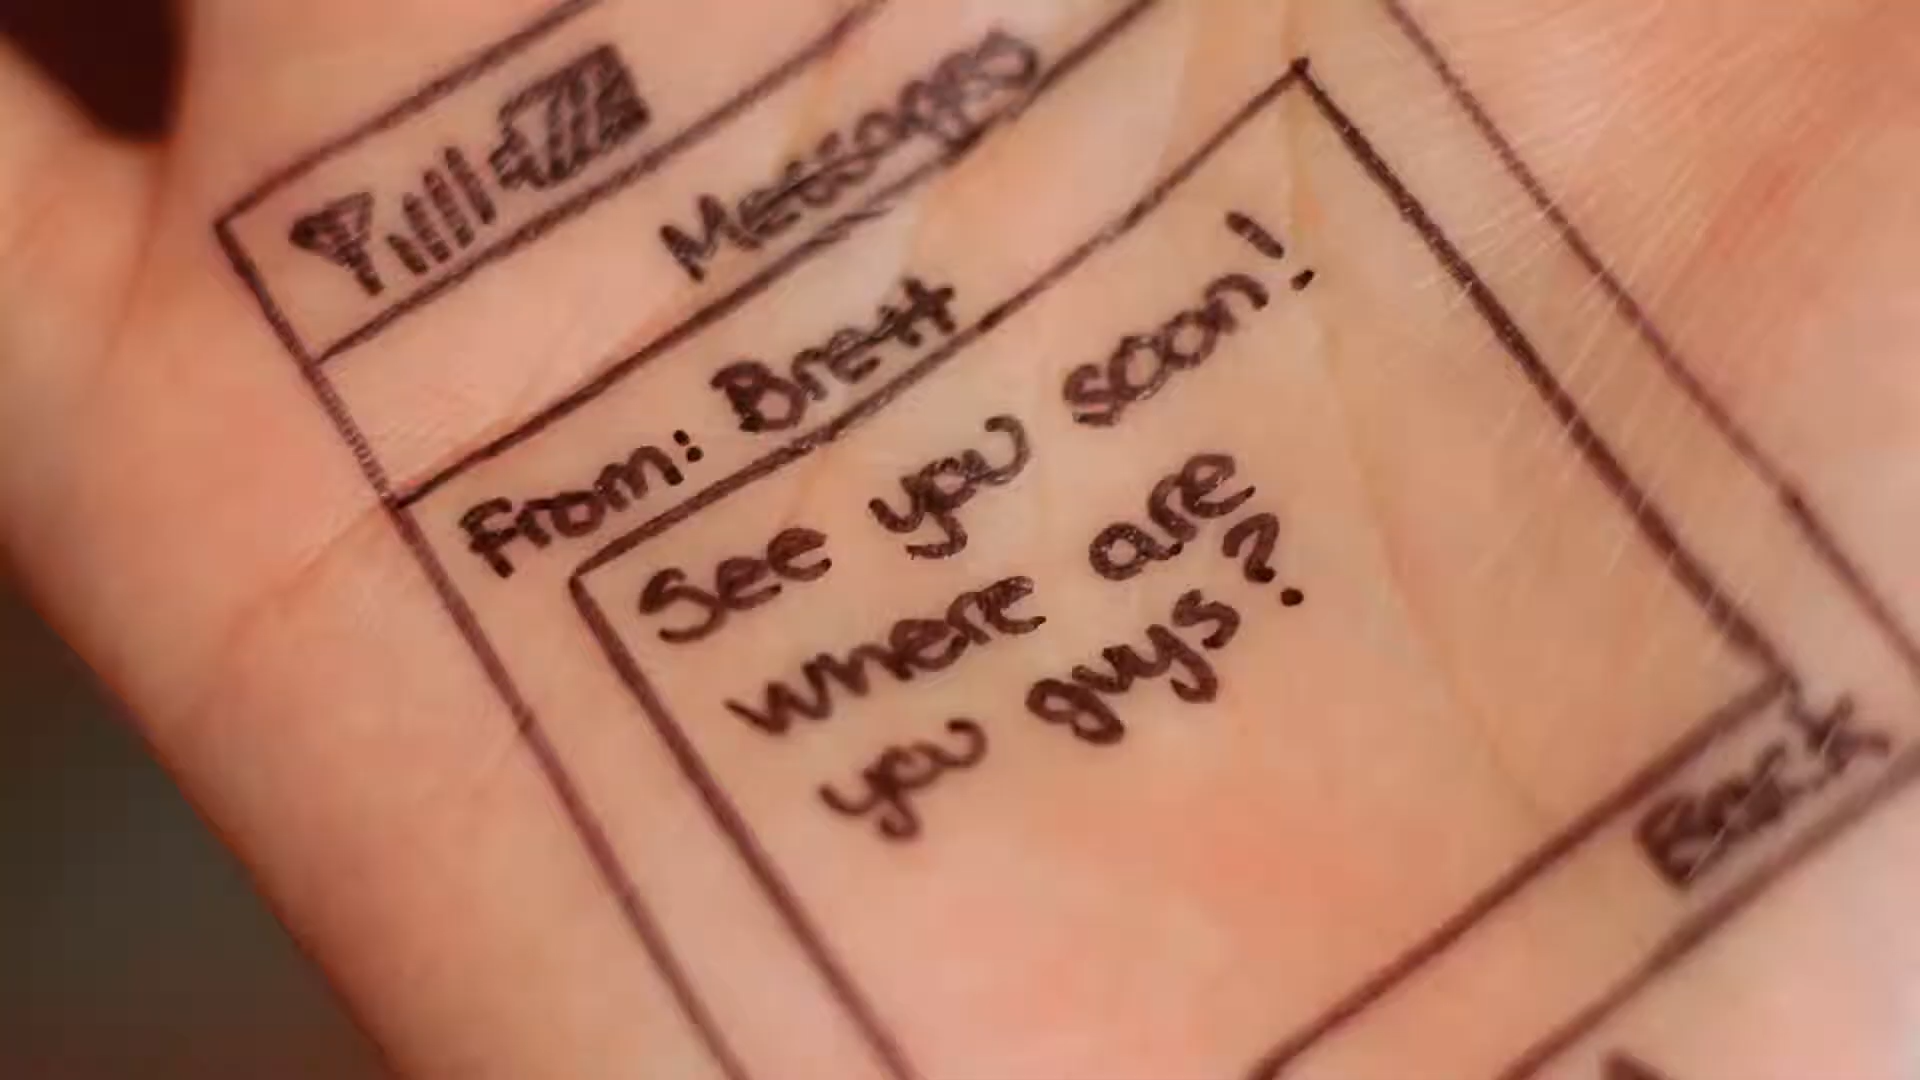 Messages
From: Brett
See you soon!
where are
you guys?
Back